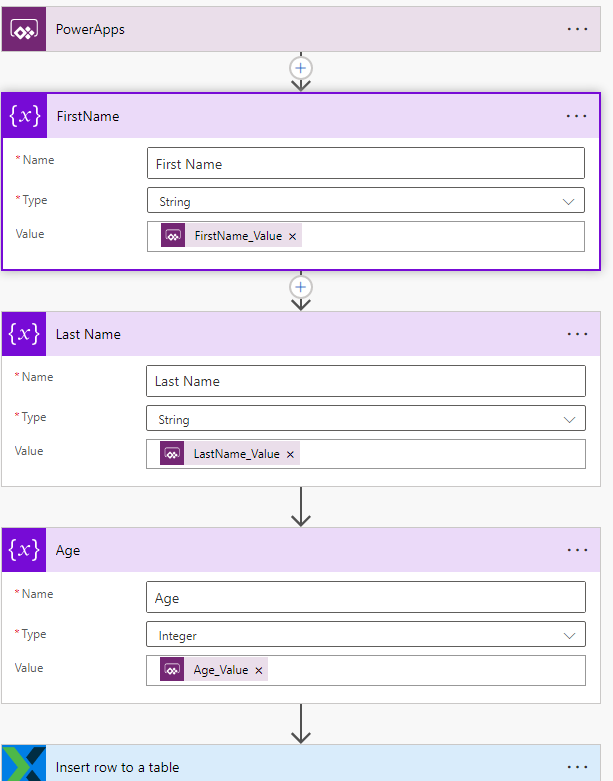 PowerApps
{x} FirstName
* Name First Name
* Type String
Value FirstName_Value ×
{x} Last Name
* Name Last Name
* Type String
Value LastName_Value ×
{x} Age
* Name Age
* Type Integer
Value Age_Value ×
Insert row to a table